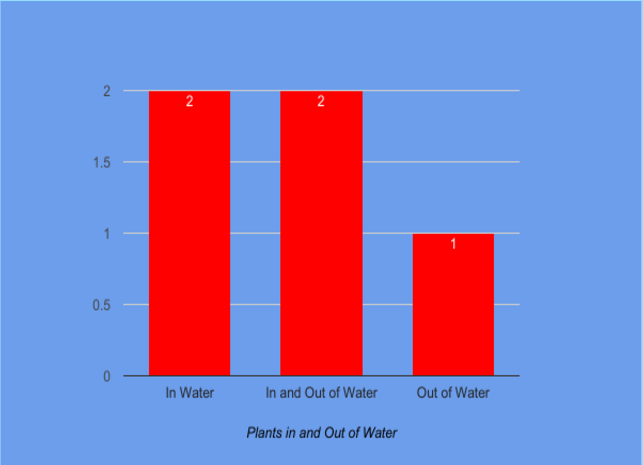 2
2
2
1.5
1
1
0.5
0
In Water
In and Out of Water
Out of Water
Plants in and Out of Water